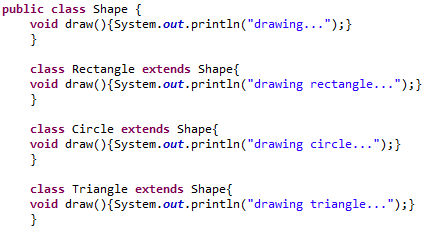 public class Shape {
void draw(){System.out.println("drawing...");}
}
class Rectangle extends Shape{
void draw(){System.out.println("drawing rectangle...");}
}
class Circle extends Shape{
void draw(){System.out.println("drawing circle...");}
}
class Triangle extends Shape{
void draw(){System.out.println("drawing triangle...");}
}